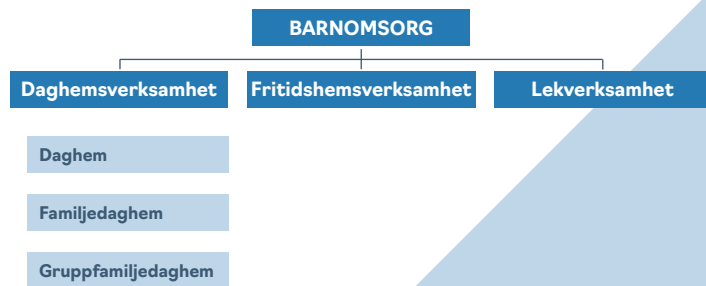 BARNOMSORG
Daghemsverksamhet Fritidshemsverksamhet Lekverksamhet
Daghem
Familjedaghem
Gruppfamiljedaghem